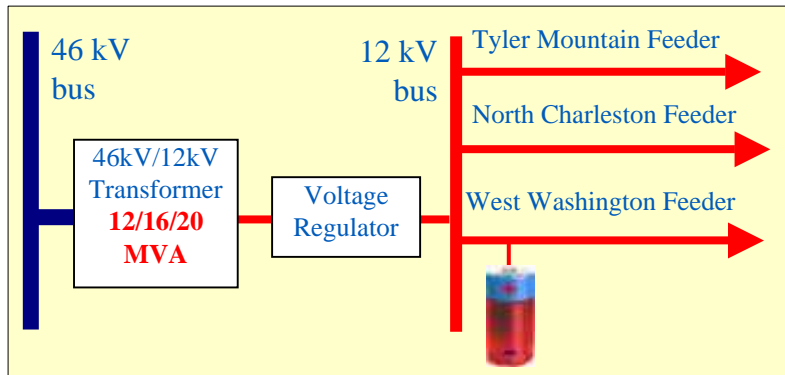 46 kV
bus
46kV/12kV
Transformer
12/16/20
MVA
Voltage
Regulator
12 kV
bus
Tyler Mountain Feeder
North Charleston Feeder
West Washington Feeder